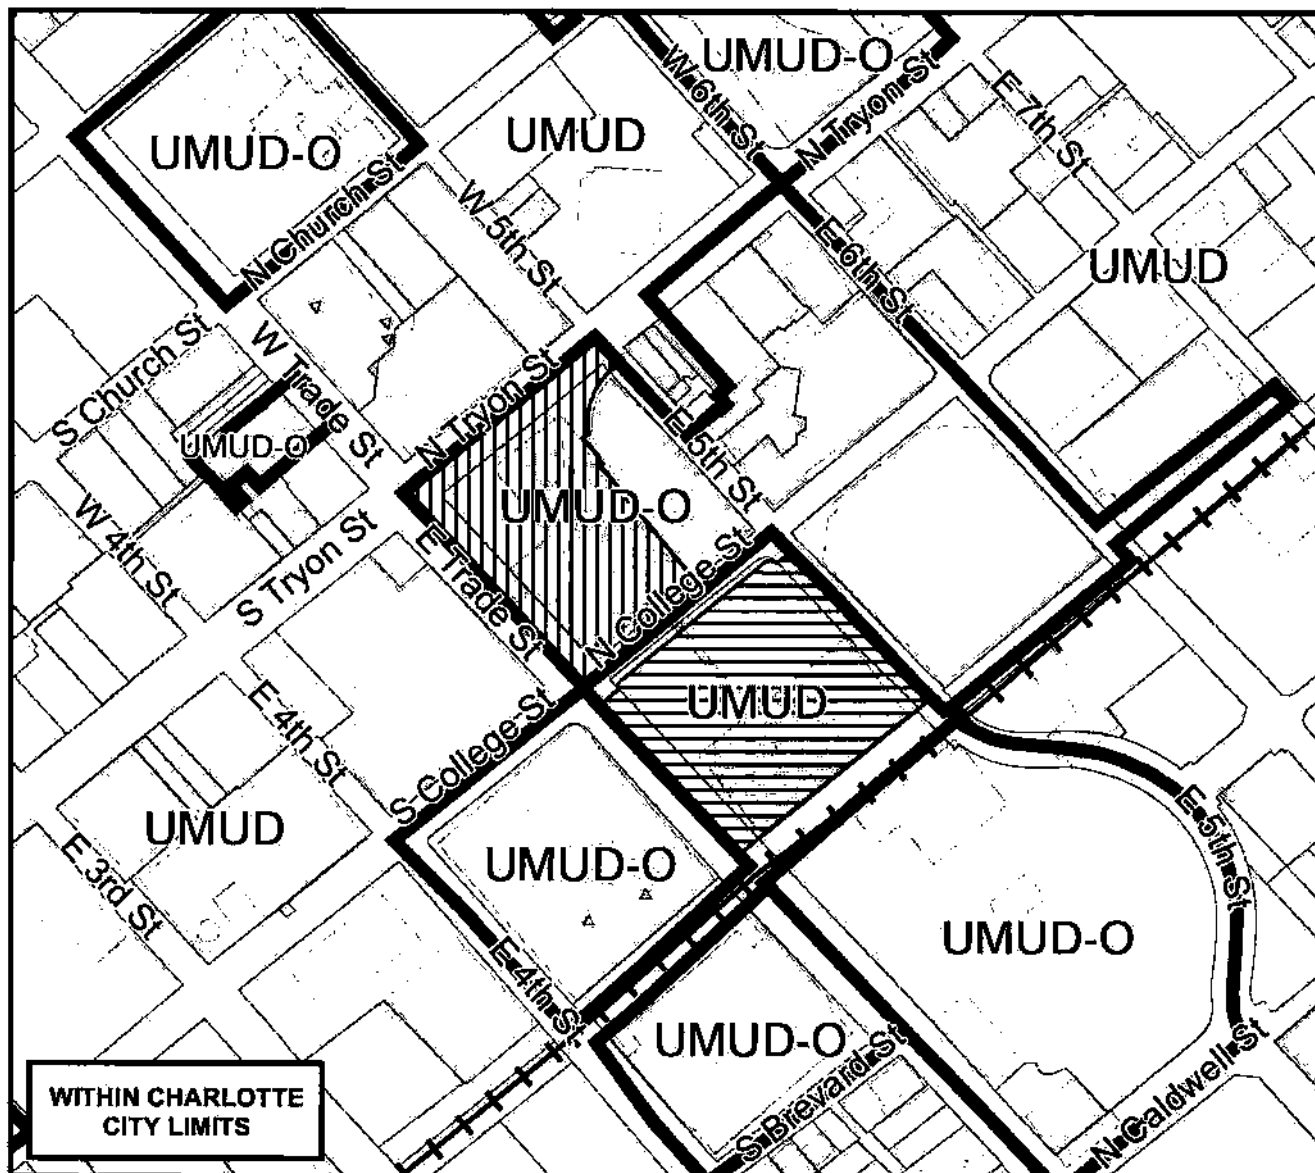 UMUD-O
W 6th St
N Tryon St
E 7th St
UMUD-O
UMUD
N Church St
W 5th St
E 6th St
UMUD
S Church St
W Trade St
N Tryon St
UMUD-O
E 5th St
W 4th St
S Tryon St
UMUD-O
E Trade St
N College St
E 4th St
S College St
UMUD
UMUD
E 3rd St
UMUD-O
E 5th St
UMUD-O
E 4th St
UMUD-O
S Brevard St
N Caldwell St
WITHIN CHARLOTTE
CITY LIMITS